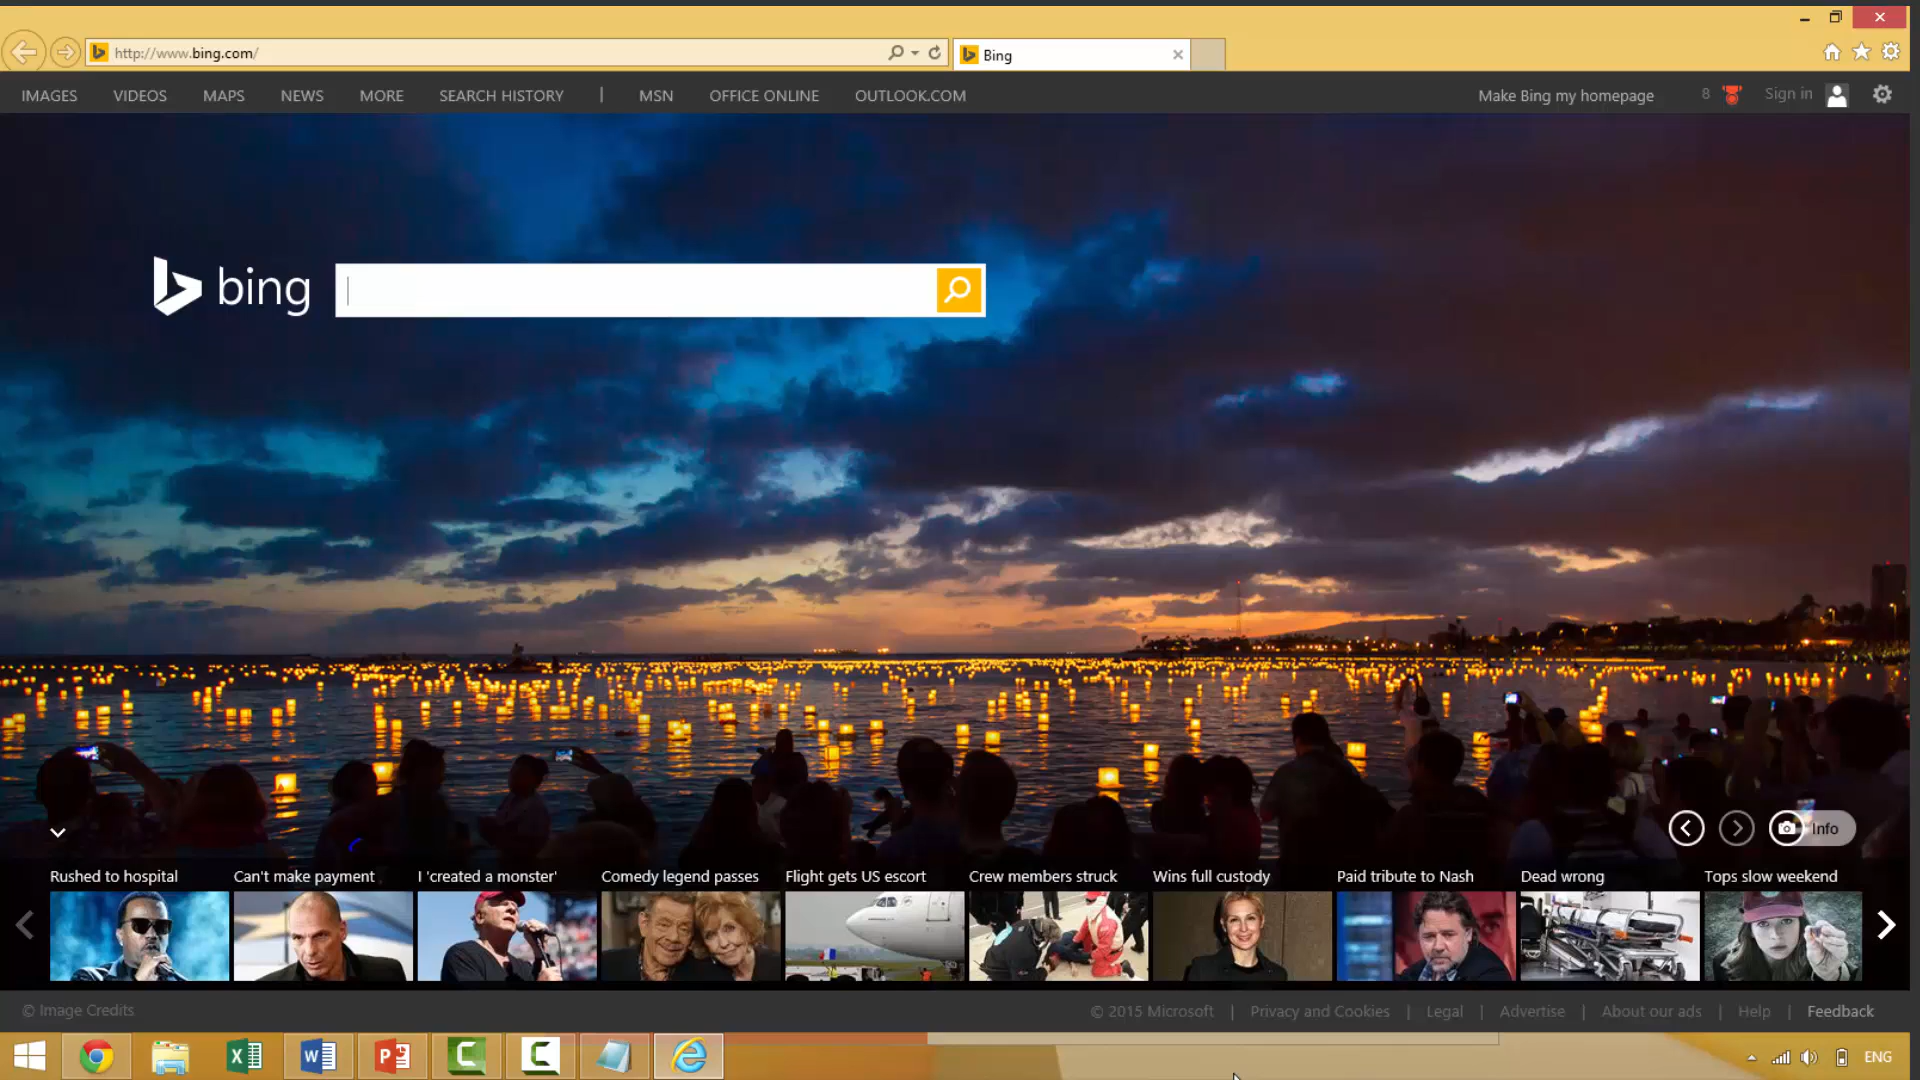 http://www.bing.com/
Bing
IMAGES VIDEOS MAPS NEWS MORE SEARCH HISTORY | MSN OFFICE ONLINE OUTLOOK.COM Make Bing my homepage 8 Sign in
bing
Info
Rushed to hospital Can't make payment I 'created a monster' Comedy legend passes Flight gets US escort Crew members struck Wins full custody Paid tribute to Nash Dead wrong Tops slow weekend
© Image Credits © 2015 Microsoft | Privacy and Cookies | Legal | Advertise | About our ads | Help | Feedback
ENG